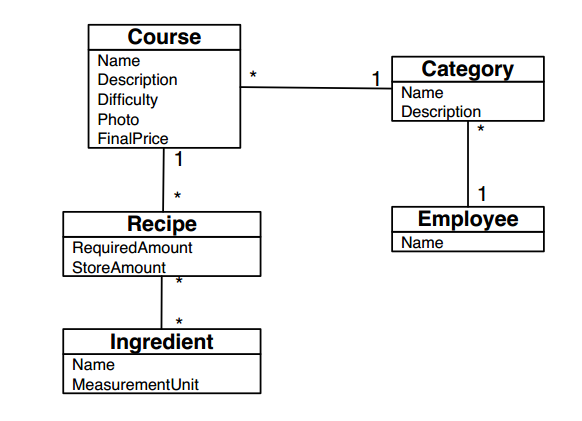 Course
Name
Description
Difficulty
Photo
FinalPrice
*
1
Category
Name
Description
*
1
Employee
Name
1
*
Recipe
RequiredAmount
StoreAmount
*
*
Ingredient
Name
MeasurementUnit